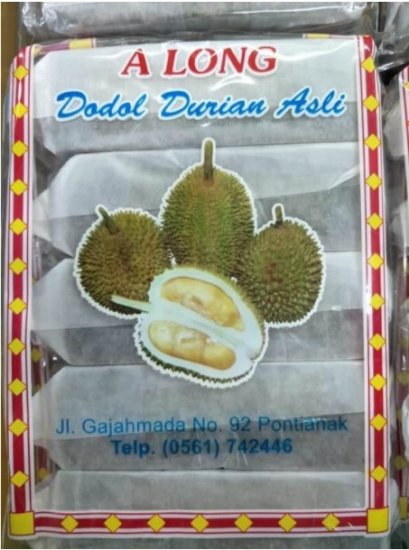 A LONG
Dodol Durian Asli
Jl. Gajahmada No. 92 Pontianak
Telp. (0561) 742446